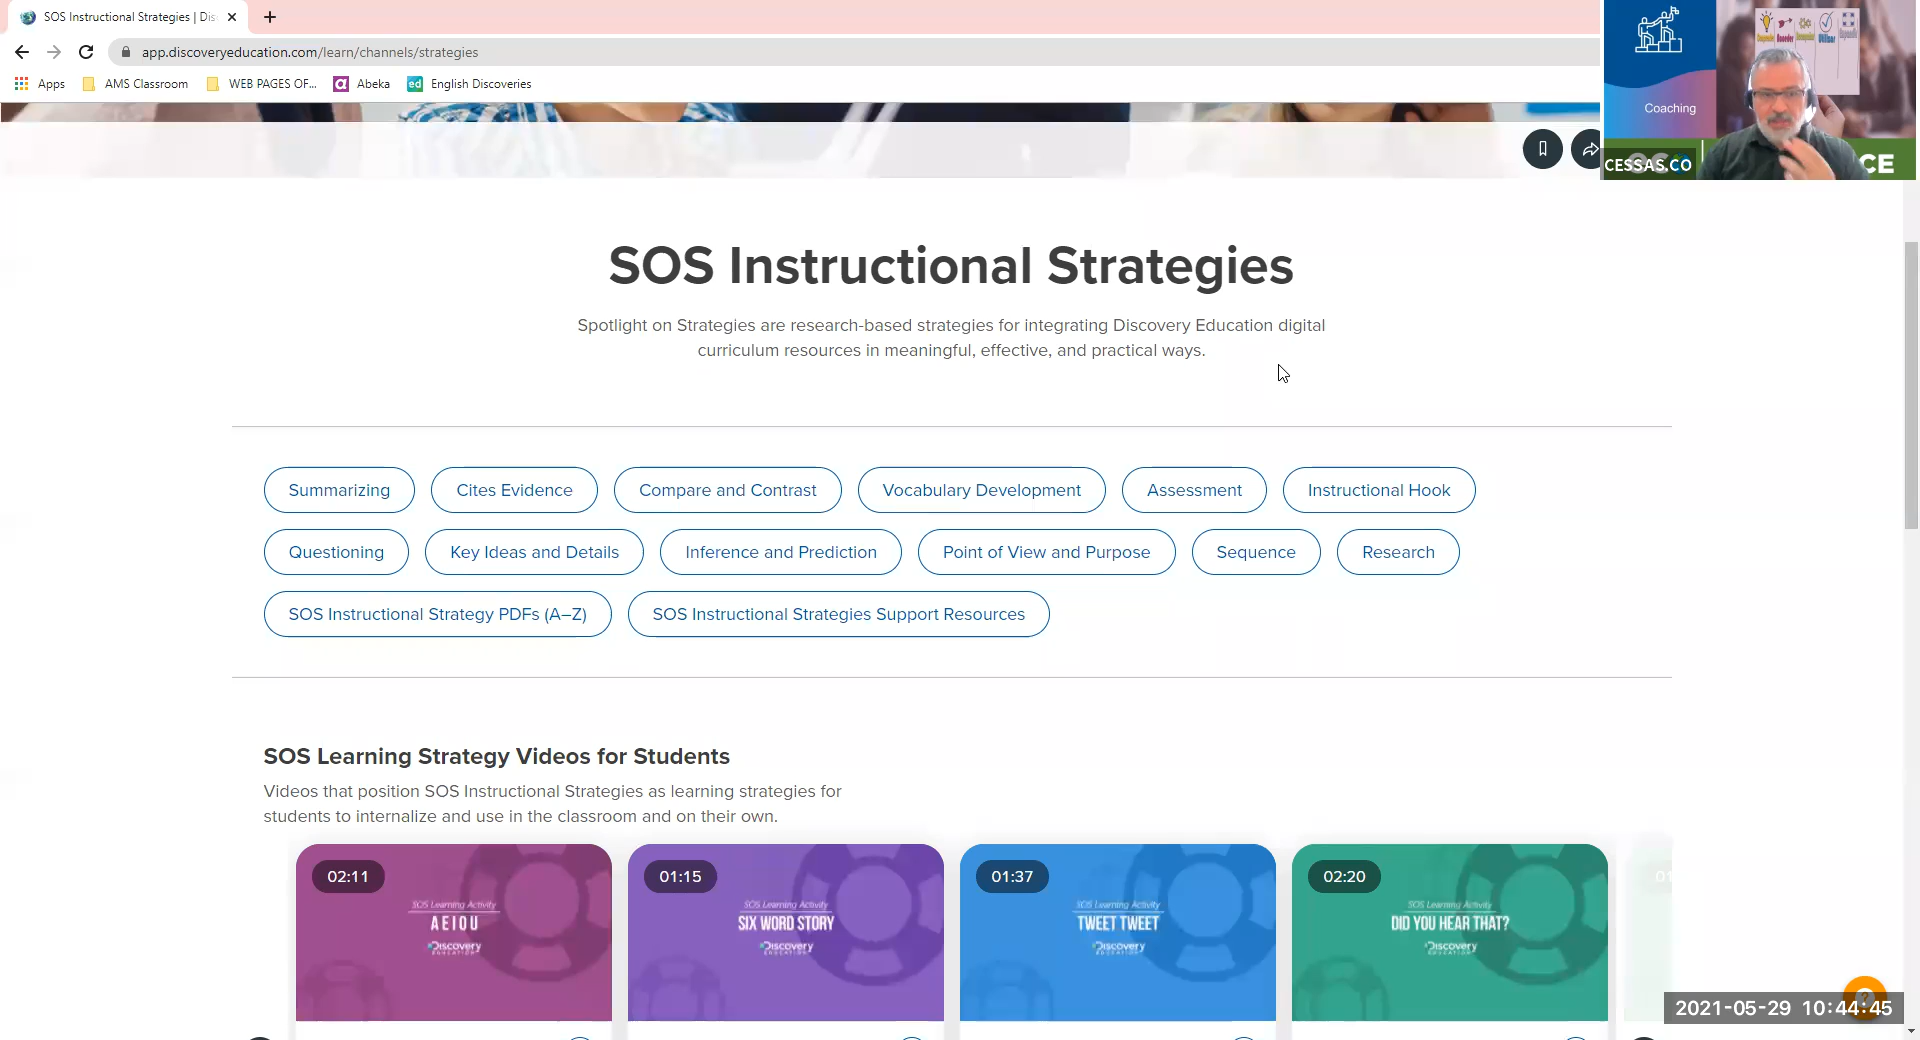 SOS Instructional Strategies | Dis
app.discoveryeducation.com/learn/channels/strategies
Apps
AMS Classroom
WEB PAGES OF...
Abeka
ed
English Discoveries
Coaching
CESSAS.CO
CE
SOS Instructional Strategies
Spotlight on Strategies are research-based strategies for integrating Discovery Education digital
curriculum resources in meaningful, effective, and practical ways.
Summarizing
Cites Evidence
Compare and Contrast
Vocabulary Development
Assessment
Instructional Hook
Questioning
Key Ideas and Details
Inference and Prediction
Point of View and Purpose
Sequence
Research
SOS Instructional Strategy PDFs (A–Z)
SOS Instructional Strategies Support Resources
SOS Learning Strategy Videos for Students
Videos that position SOS Instructional Strategies as learning strategies for
students to internalize and use in the classroom and on their own.
02:11
SOS Learning Activity
AEIOU
Discovery
EDUCATION
01:15
SOS Learning Activity
SIX WORD STORY
Discovery
EDUCATION
01:37
SOS Learning Activity
TWEET TWEET
Discovery
EDUCATION
02:20
SOS Learning Activity
DID YOU HEAR THAT?
Discovery
EDUCATION
2021-05-29 10:44:45